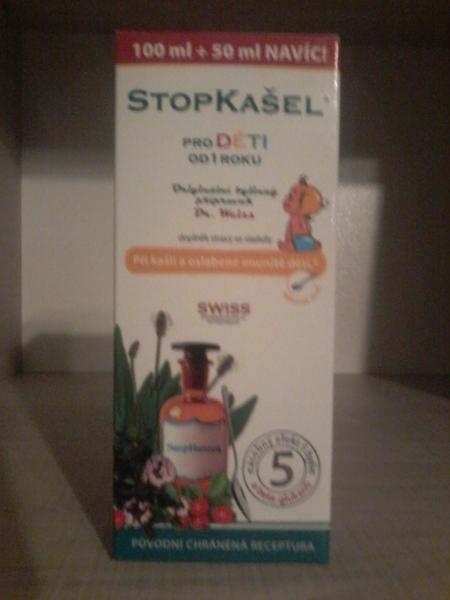 100 ml + 50 ml NAVÍC!
STOPKAŠEL®
PRO DĚTI
OD 1 ROKU
Originální bylinný
přípravek
Dr. Weiss
doplněk stravy se sladidly
Při kašli a oslabené imunitě dětí.*
SWISS
5
PŮVODNÍ CHRÁNĚNÁ RECEPTURA